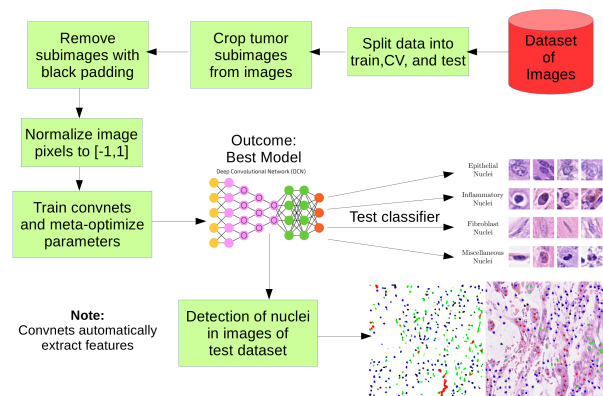 Dataset
of
Images
Split data into
train,CV, and test
Crop tumor
subimages
from images
Remove
subimages with
black padding
Normalize image
pixels to [-1,1]
Train convnets
and meta-optimize
parameters
Outcome:
Best Model
Deep Convolutional Network (DCN)
Test classifier
Epithelial
Nuclei
Inflammatory
Nuclei
Fibroblast
Nuclei
Miscellaneous
Nuclei
Detection of nuclei
in images of
test dataset
Note:
Convnets automatically
extract features